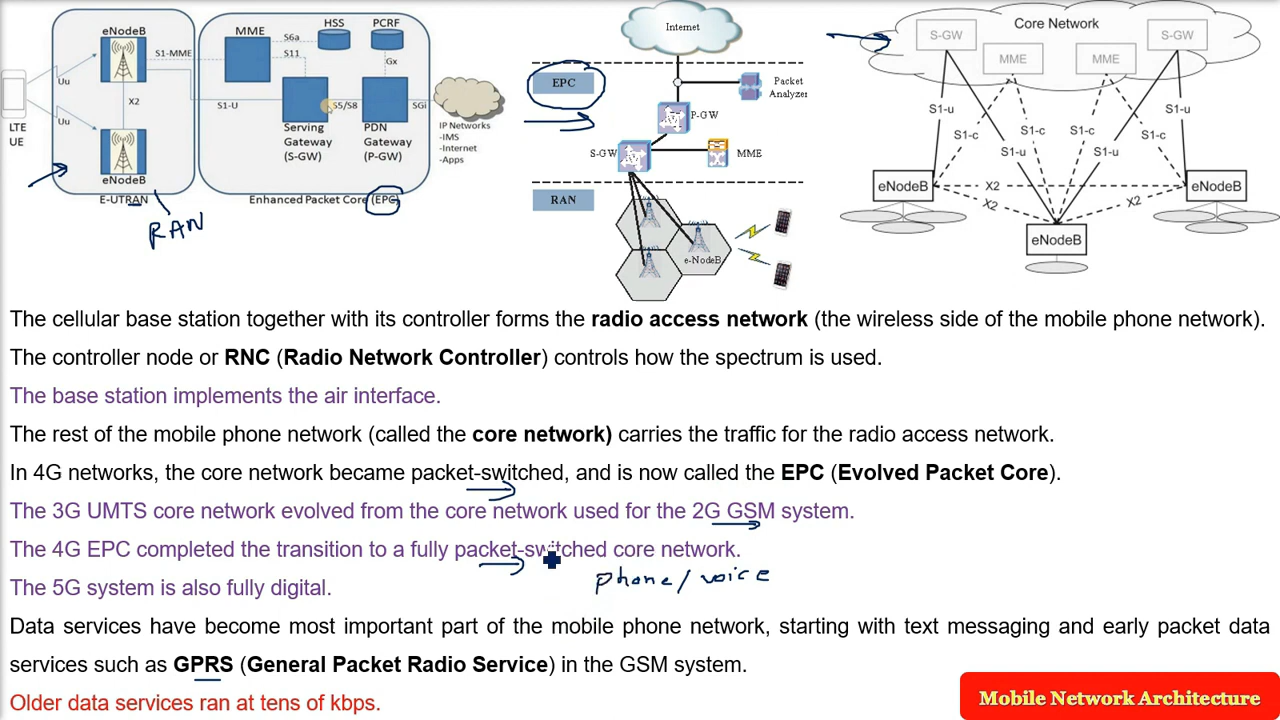 eNodeB
MME
HSS
PCRF
S6a
S11
S1-MME
Gx
Uu
X2
Uu
S1-U
S5/S8
SGi
LTE
UE
Serving
Gateway
(S-GW)
PDN
Gateway
(P-GW)
IP Networks
-IMS
-Internet
-Apps
eNodeB
E-UTRAN
Enhanced Packet Core (EPC)
RAN
Internet
EPC
Packet
Analyzer
P-GW
S-GW
MME
RAN
e-NodeB
Core Network
S-GW
S-GW
MME
MME
S1-u
S1-u
S1-c
S1-c
S1-c
S1-u
S1-u
eNodeB
X2
eNodeB
X2
X2
eNodeB
The cellular base station together with its controller forms the radio access network (the wireless side of the mobile phone network).
The controller node or RNC (Radio Network Controller) controls how the spectrum is used.
The base station implements the air interface.
The rest of the mobile phone network (called the core network) carries the traffic for the radio access network.
In 4G networks, the core network became packet-switched, and is now called the EPC (Evolved Packet Core).
The 3G UMTS core network evolved from the core network used for the 2G GSM system.
The 4G EPC completed the transition to a fully packet-switched core network.
phone/voice
The 5G system is also fully digital.
Data services have become most important part of the mobile phone network, starting with text messaging and early packet data
services such as GPRS (General Packet Radio Service) in the GSM system.
Older data services ran at tens of kbps.
Mobile Network Architecture